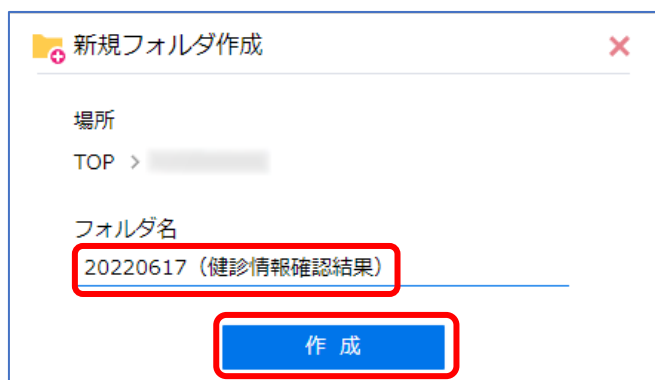 新規フォルダ作成
場所
TOP >
フォルダ名
20220617（健診情報確認結果）
作 成